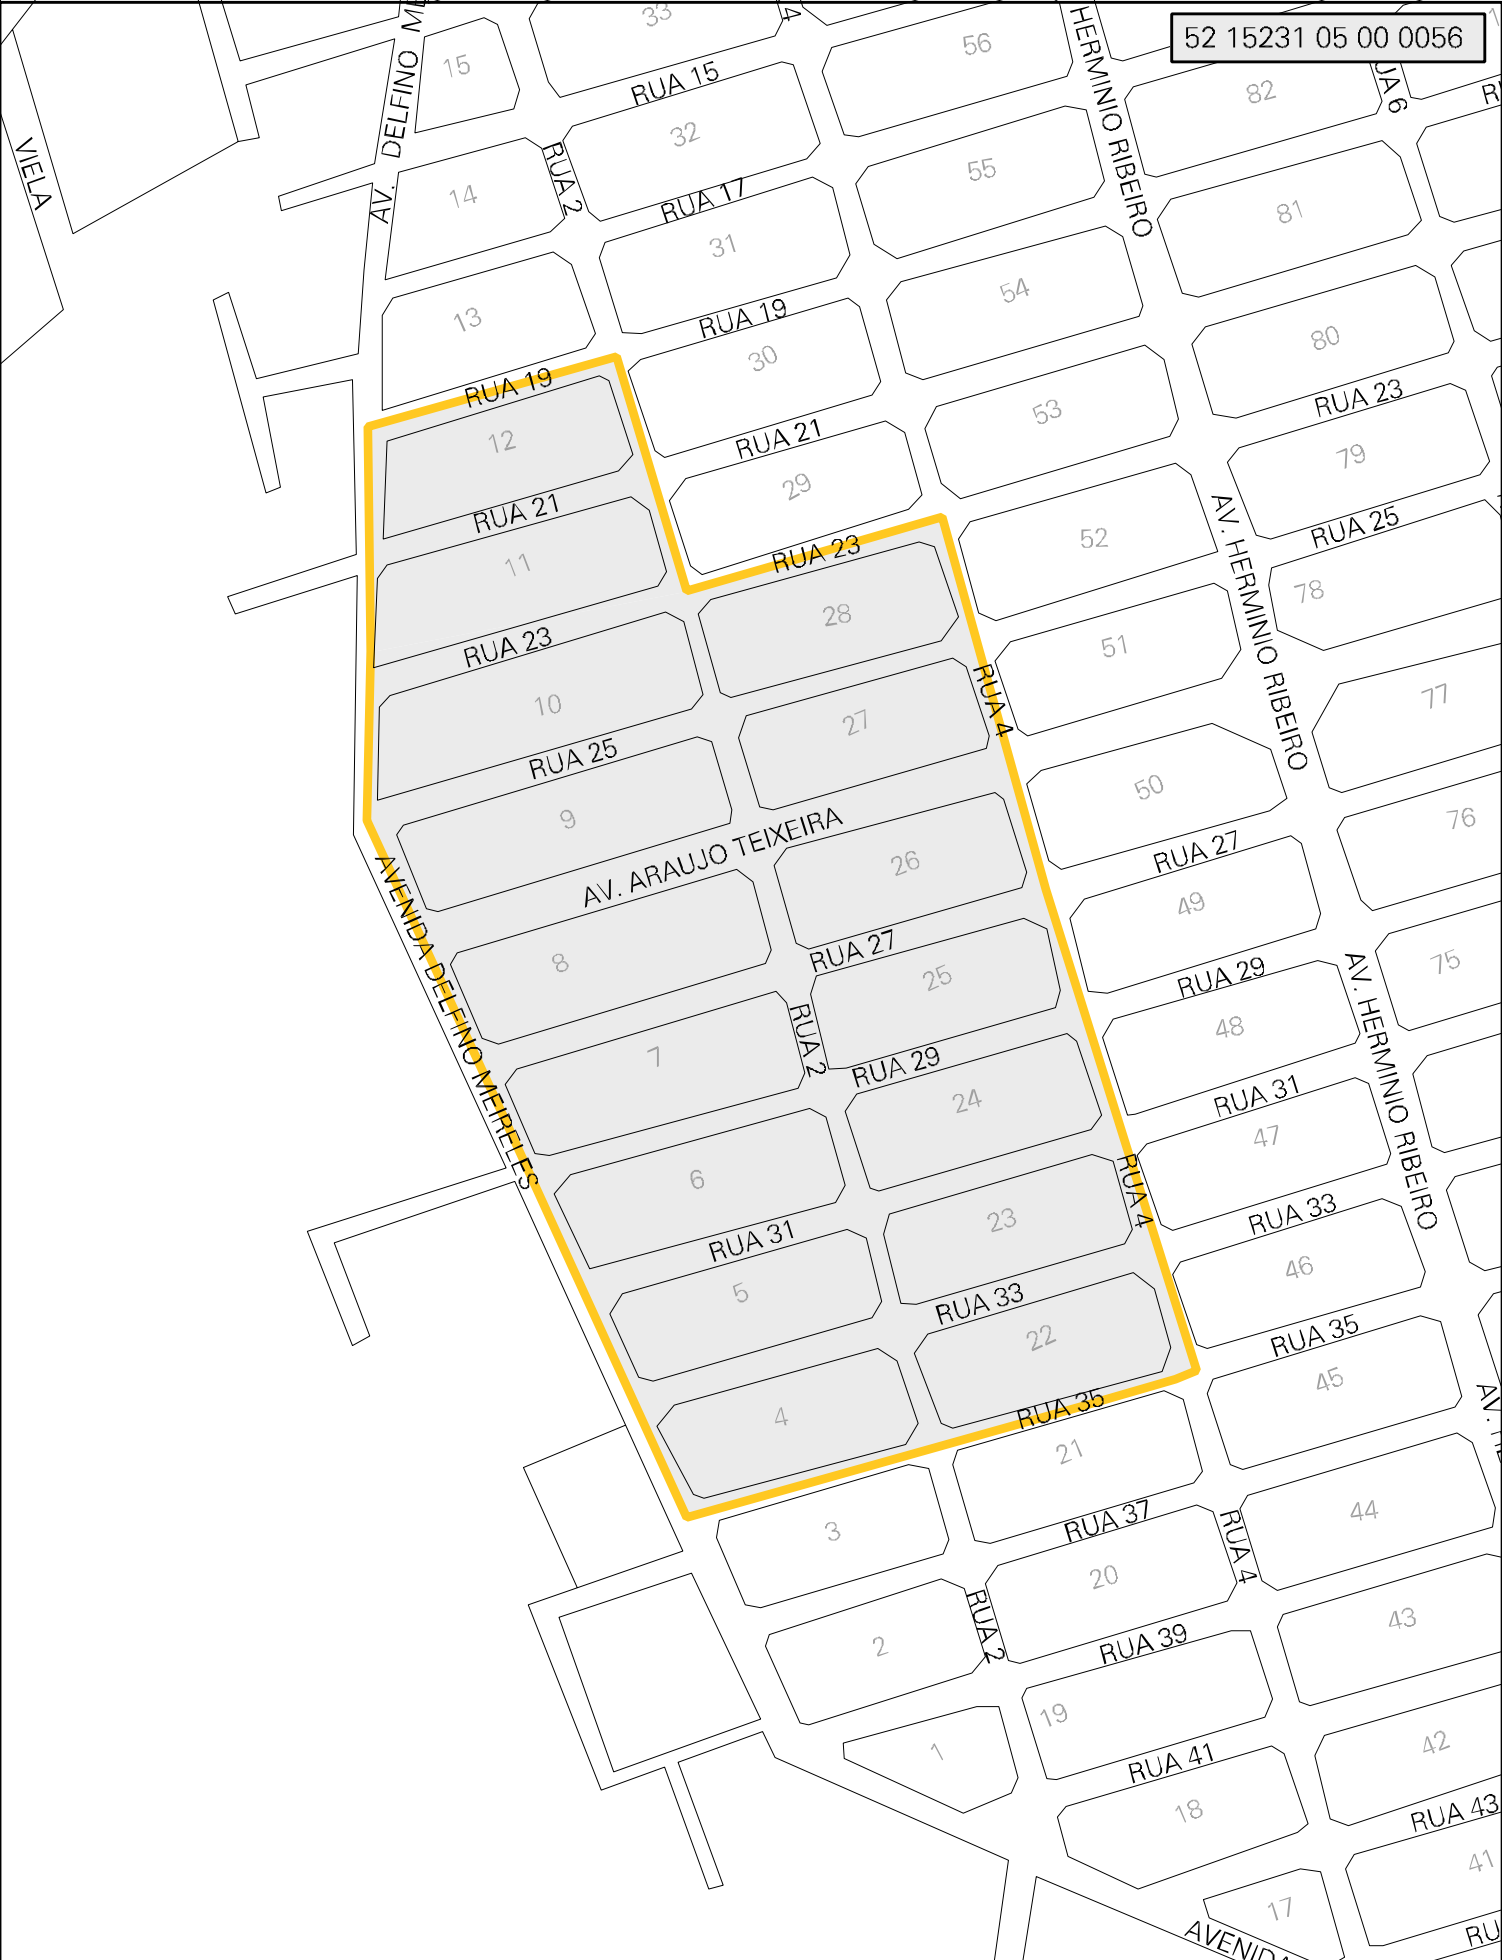 52 15231 05 00 0056
33
4
56
15
RUA 15
82
HERMINIO RIBEIRO
AV. DELFINO
32
RUA 2
VIELA
14
RUA 17
55
81
31
13
RUA 19
54
80
30
RUA 19
12
RUA 21
53
RUA 23
79
29
RUA 21
11
RUA 23
52
RUA 25
AV. HERMINIO RIBEIRO
78
28
RUA 23
51
RUA 4
77
10
RUA 25
27
50
76
9
AV. ARAUJO TEIXEIRA
26
RUA 27
49
AVENIDA DELFINO MEIRELES
8
RUA 27
25
RUA 29
75
AV. HERMINIO RIBEIRO
48
RUA 2
7
RUA 29
24
RUA 31
47
6
RUA 4
RUA 31
23
RUA 33
46
5
RUA 33
22
RUA 35
45
4
RUA 35
21
3
RUA 37
RUA 4
44
20
RUA 2
2
RUA 39
43
19
1
RUA 41
42
18
RUA 43
41
17